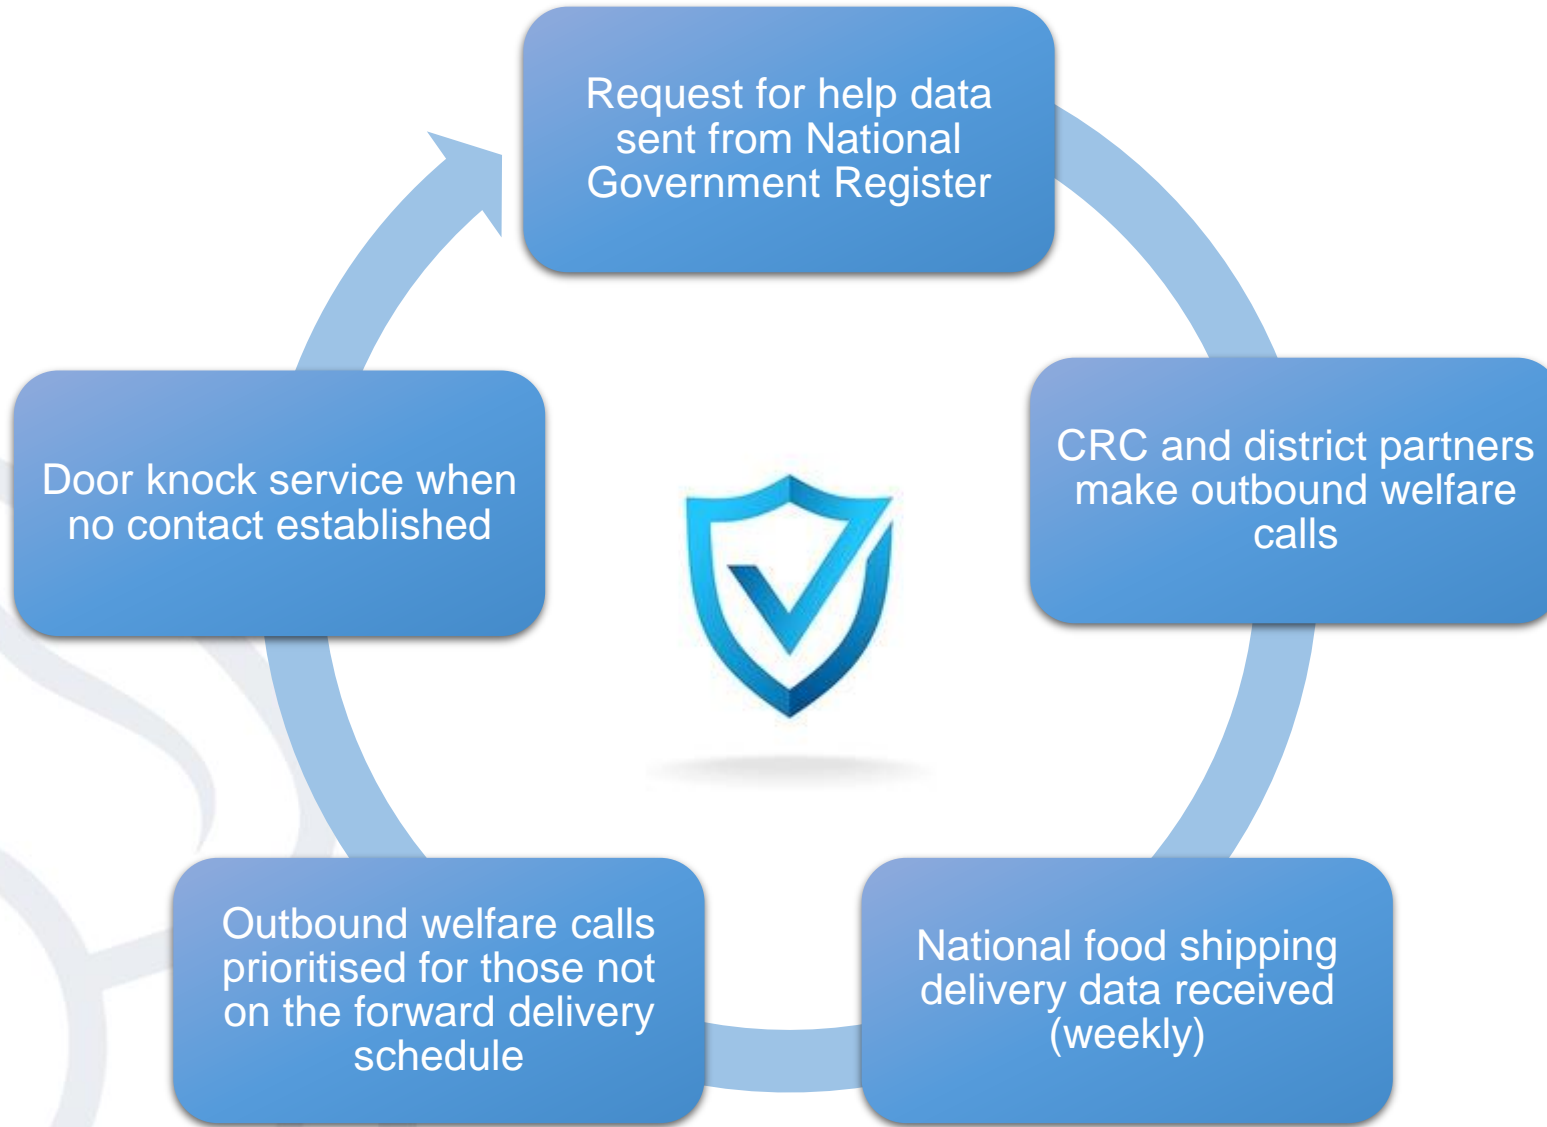 Request for help data
sent from National
Government Register
CRC and district partners
make outbound welfare
calls
National food shipping
delivery data received
(weekly)
Outbound welfare calls
prioritised for those not
on the forward delivery
schedule
Door knock service when
no contact established